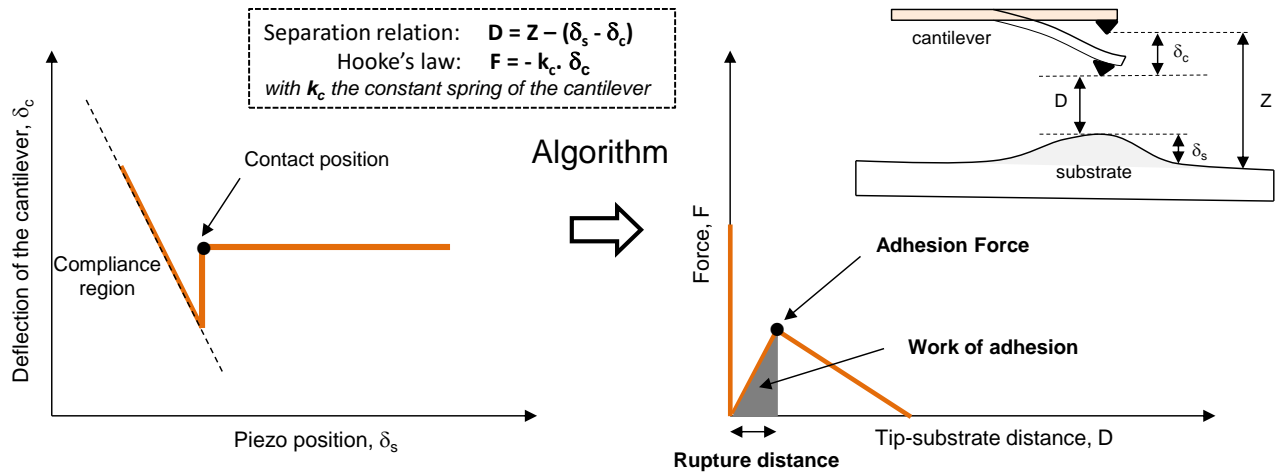 Separation relation: D = Z – (δs - δc)
Hooke's law: F = - kc. δc
with kc the constant spring of the cantilever
cantilever
δc
D
Z
δs
substrate
Algorithm
Deflection of the cantilever, δc
Contact position
Compliance
region
Piezo position, δs
Force, F
Adhesion Force
Work of adhesion
Tip-substrate distance, D
Rupture distance